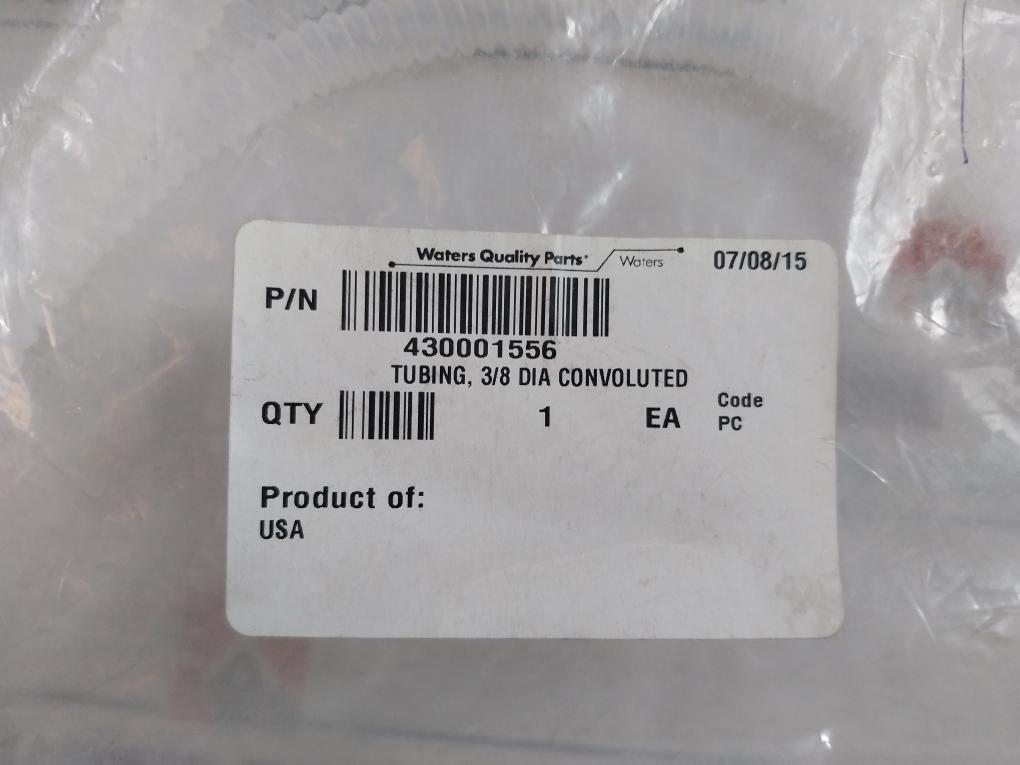 Waters Quality Parts Waters 07/08/15
P/N
430001556
TUBING, 3/8 DIA CONVOLUTED
QTY 1 EA Code
PC
Product of:
USA